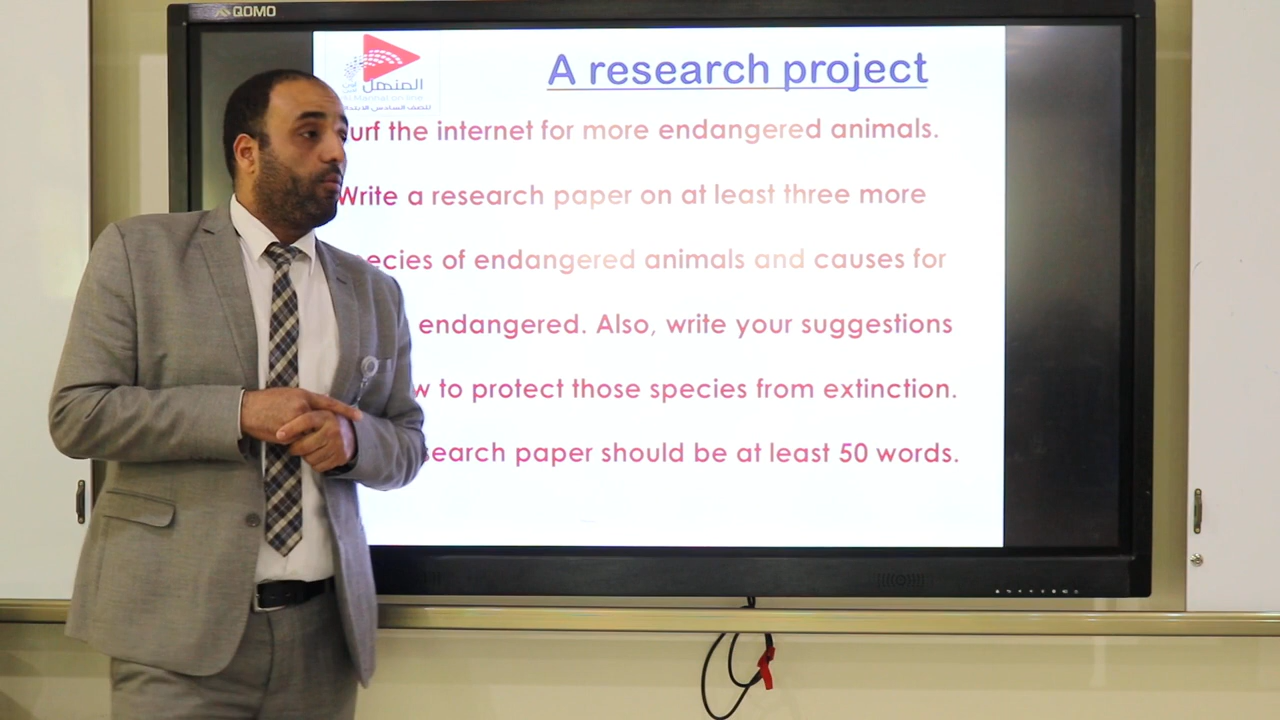 QOMO
المنهل
A research project
urf the internet for more endangered animals.
Write a research paper on at least three more
ecies of endangered animals and causes for
endangered. Also, write your suggestions
w to protect those species from extinction.
search paper should be at least 50 words.